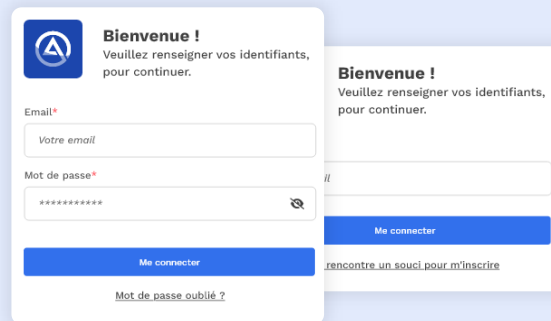 Bienvenue !
Veuillez renseigner vos identifiants,
pour continuer.
Email*
Votre email
Mot de passe*
***********
Me connecter
Mot de passe oublié ?
Bienvenue !
Veuillez renseigner vos identifiants,
pour continuer.
il
Me connecter
rencontre un souci pour m'inscrire